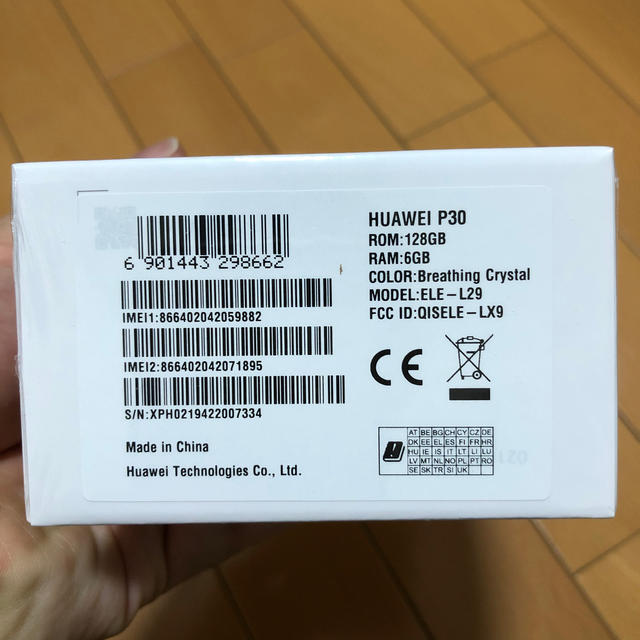 6 901443 298662
IMEI1:866402042059882
IMEI2:866402042071895
S/N:XPH0219422007334
Made in China
Huawei Technologies Co., Ltd.
HUAWEI P30
ROM:128GB
RAM:6GB
COLOR:Breathing Crystal
MODEL:ELE-L29
FCC ID:QISELE-LX9
CE
AT BE BG CH CY CZ DE
DK EE EL ES FI FR HR
HU IE IS IT LI LT LU
LV MT NL NO PL PT RO
SE SK TR SI UK